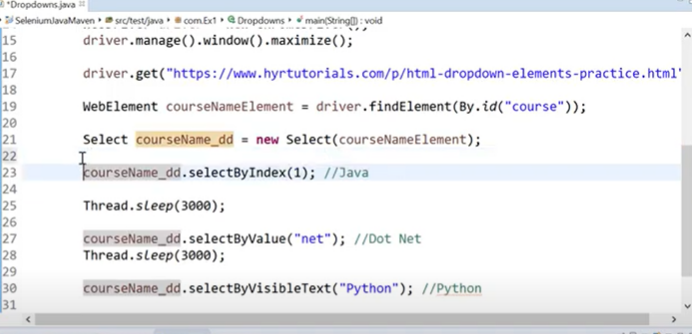 *Dropdowns.java
SeleniumJavaMaven src/test/java com.Ex1 Dropdowns main(String[]) : void
15 driver.manage().window().maximize();
16
17 driver.get("https://www.hyrtutorials.com/p/html-dropdown-elements-practice.html"
18
19 WebElement courseNameElement = driver.findElement(By.id("course"));
20
21 Select courseName_dd = new Select(courseNameElement);
22
23 courseName_dd.selectByIndex(1); //Java
24
25 Thread.sleep(3000);
26
27 courseName_dd.selectByValue("net"); //Dot Net
28 Thread.sleep(3000);
29
30 courseName_dd.selectByVisibleText("Python"); //Python
31